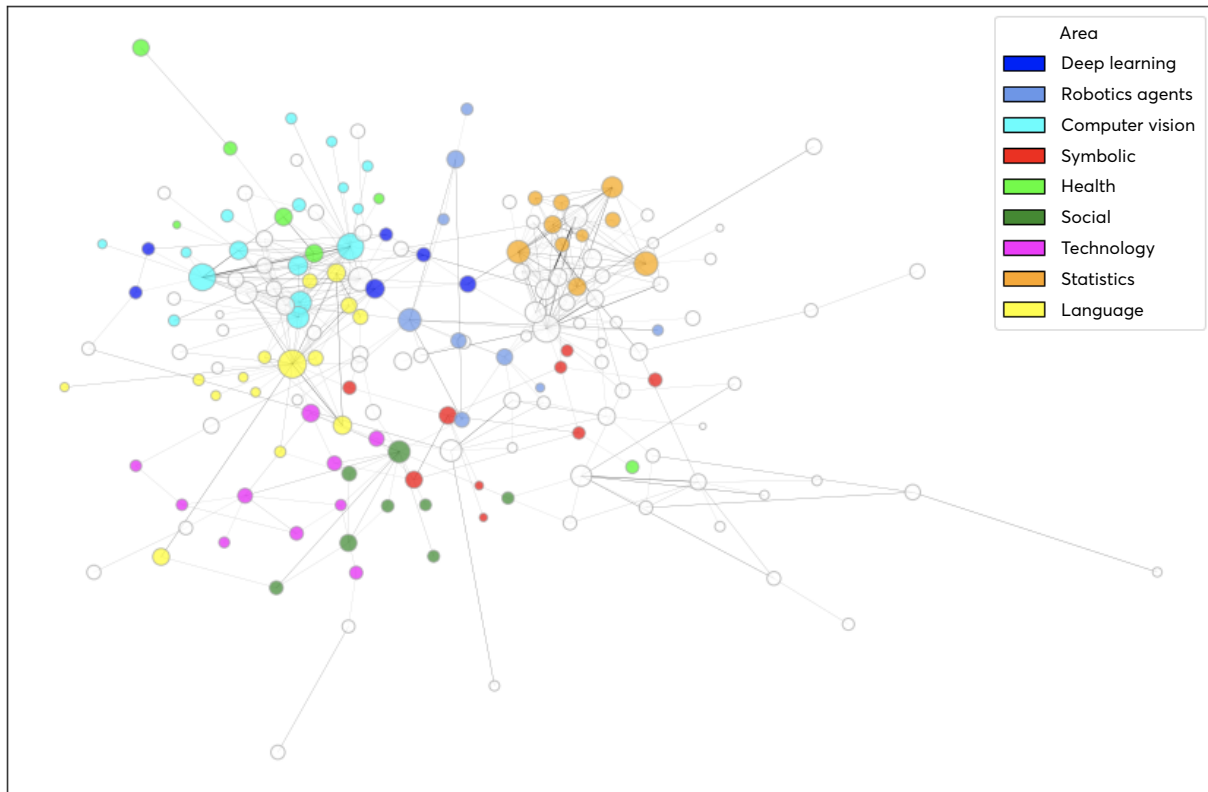 Area
Deep learning
Robotics agents
Computer vision
Symbolic
Health
Social
Technology
Statistics
Language